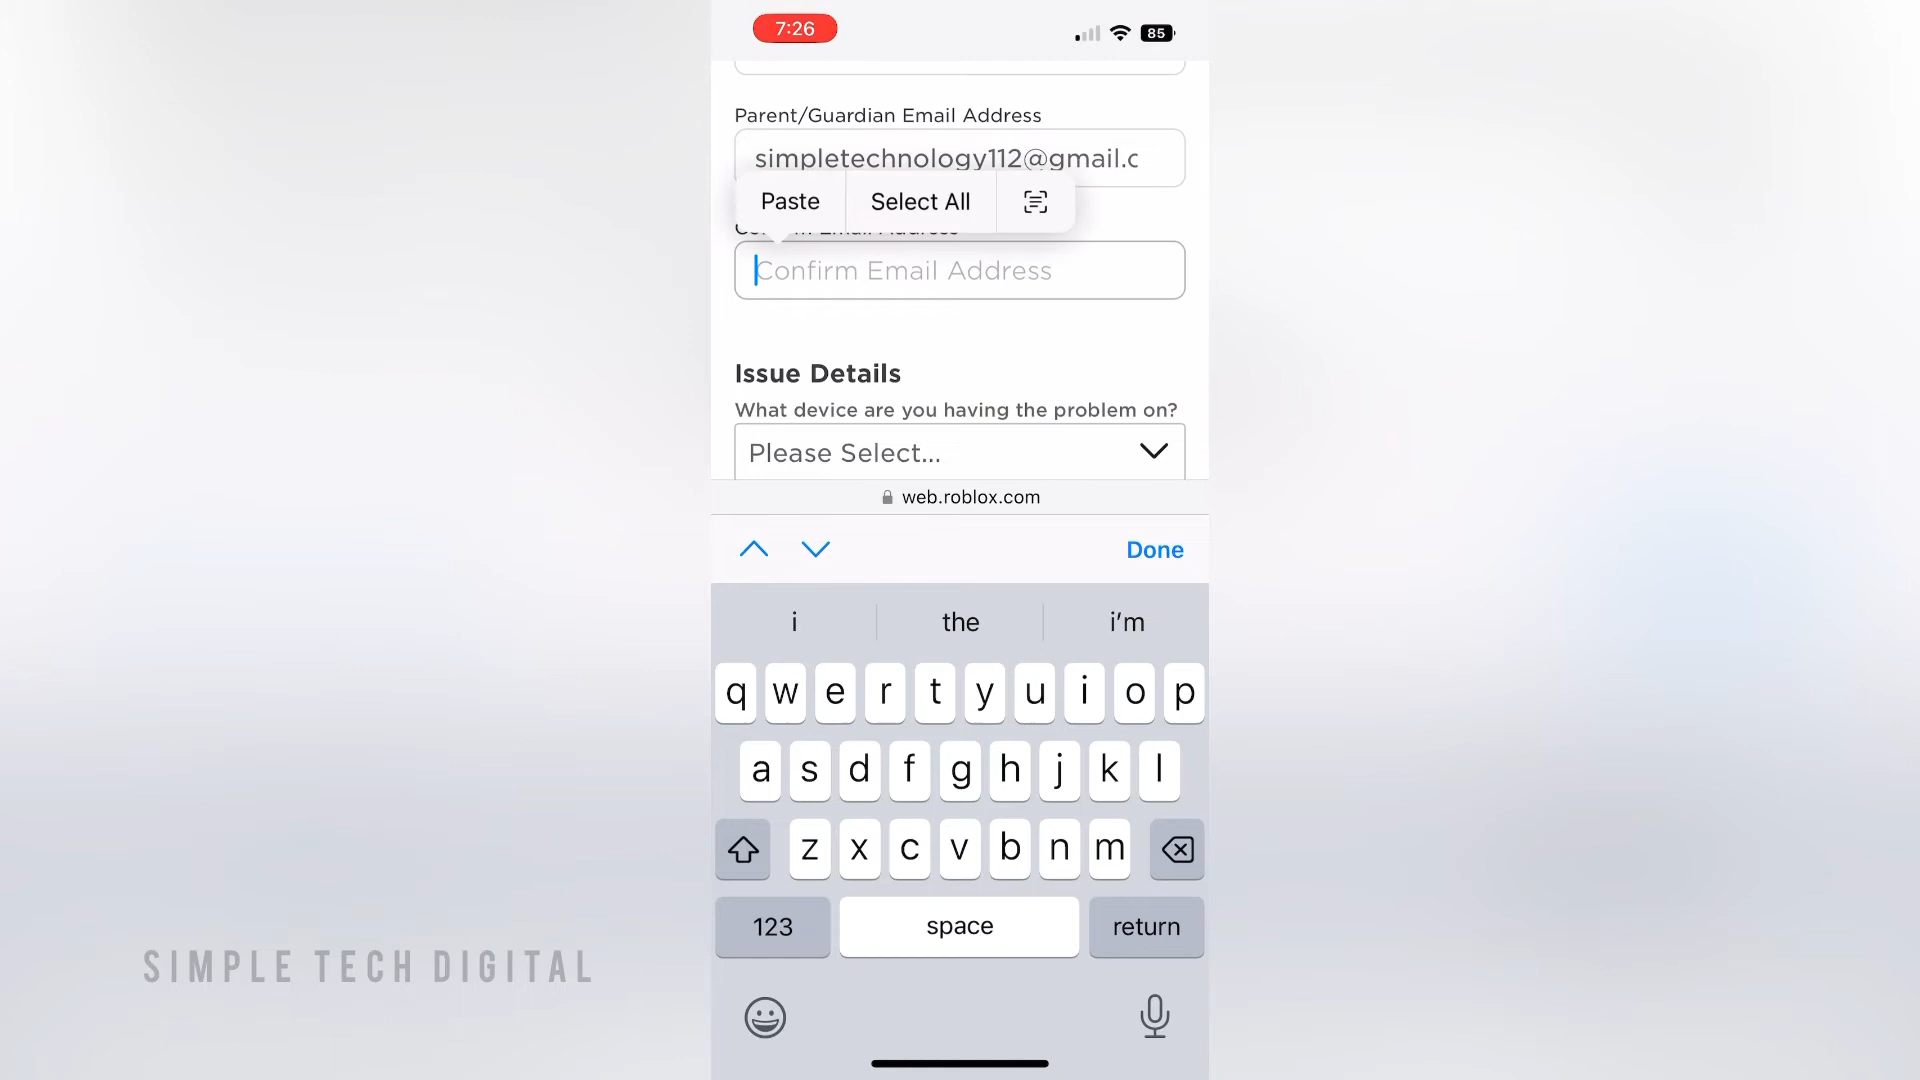 7:26
85
Parent/Guardian Email Address
simpletechnology112@gmail.c
Paste
Select All
Email Address
Confirm Email Address
Issue Details
What device are you having the problem on?
Please Select...
web.roblox.com
Done
i
the
i'm
q w e r t y u i o p
a s d f g h j k l
z x c v b n m
123
space
return
SIMPLE TECH DIGITAL